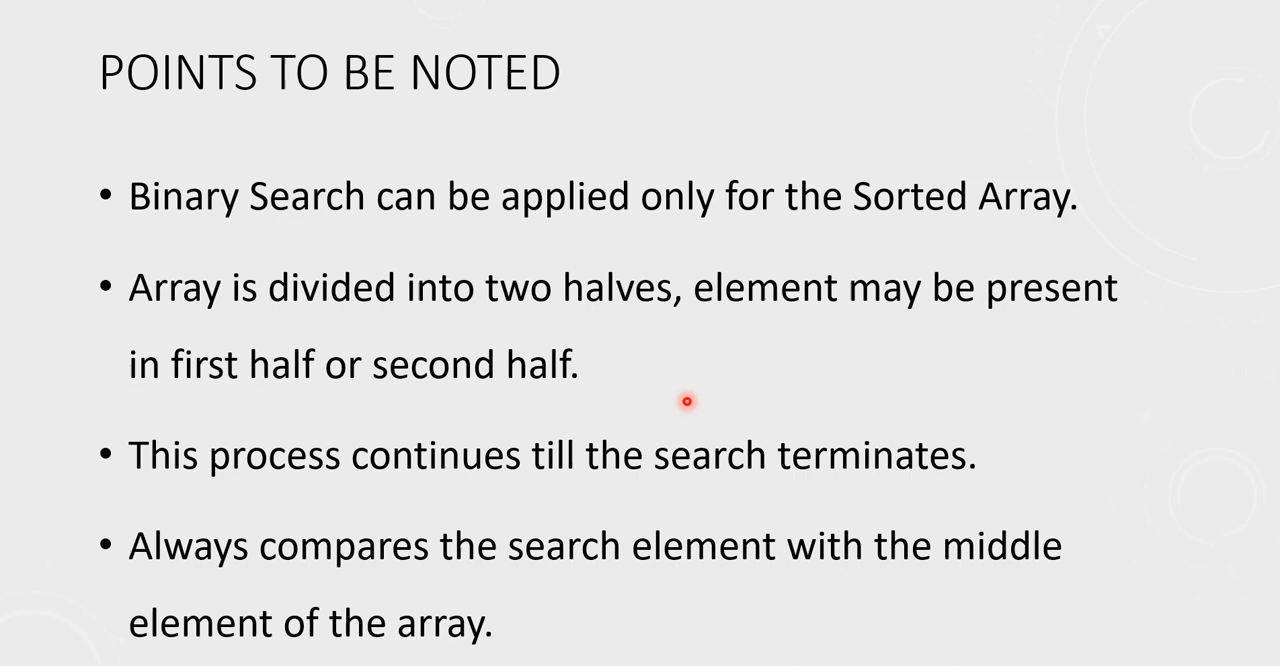 POINTS TO BE NOTED
• Binary Search can be applied only for the Sorted Array.
• Array is divided into two halves, element may be present
in first half or second half.
• This process continues till the search terminates.
• Always compares the search element with the middle
element of the array.